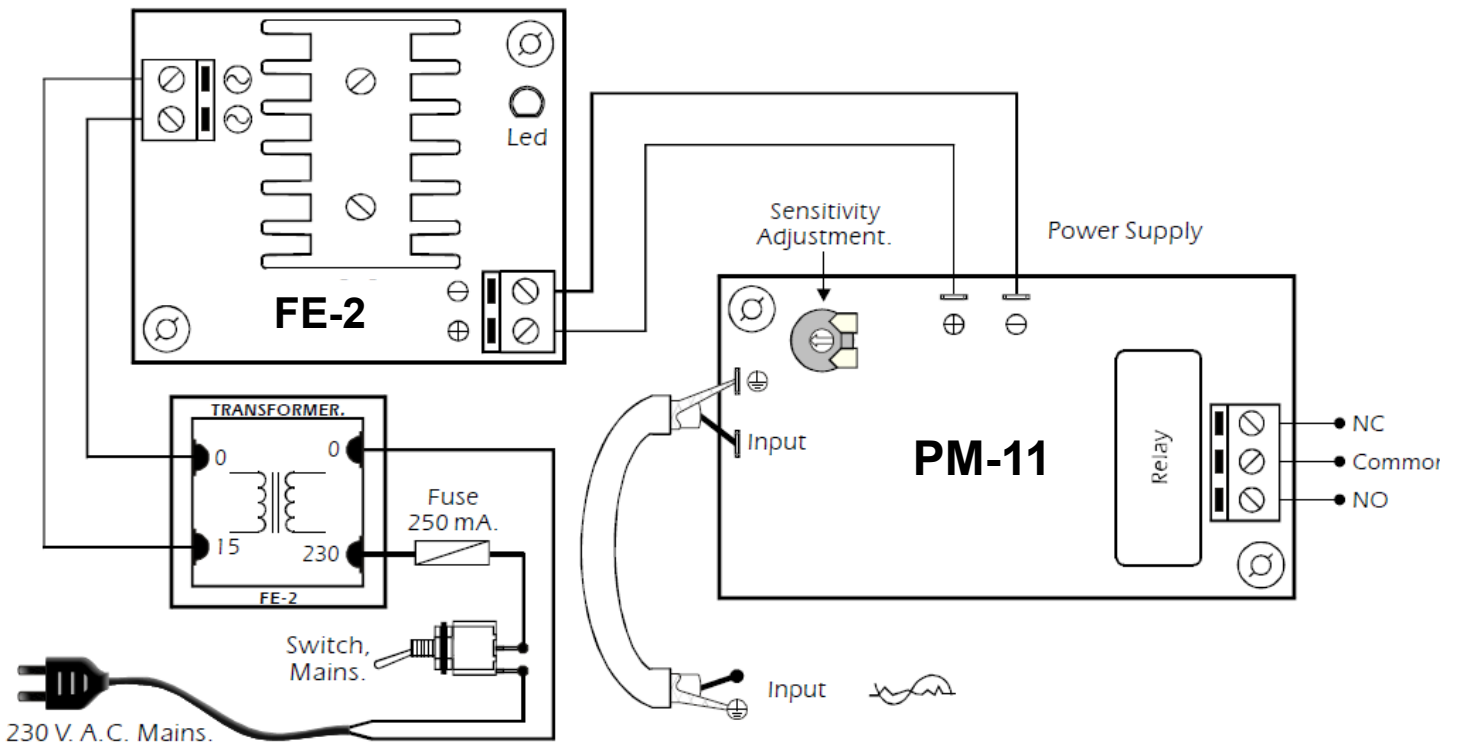 Led
FE-2
TRANSFORMER.
0
0
15
230
FE-2
Fuse
250 mA.
Switch,
Mains.
230 V. A.C. Mains.
Sensitivity
Adjustment.
Power Supply
Input
PM-11
Relay
NC
Common
NO
Input